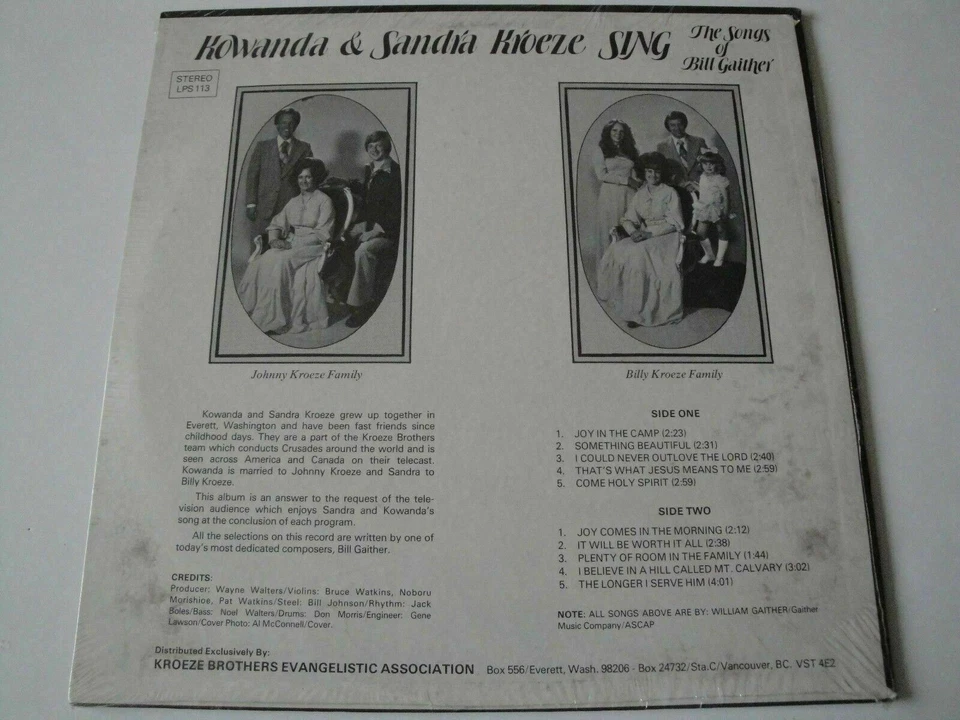 Kowanda & Sandra Kroeze SING The Songs
of
Bill Gaither
STEREO
LPS 113
Johnny Kroeze Family
Billy Kroeze Family
Kowanda and Sandra Kroeze grew up together in
Everett, Washington and have been fast friends since
childhood days. They are a part of the Kroeze Brothers
team which conducts Crusades around the world and is
seen across America and Canada on their telecast.
Kowanda is married to Johnny Kroeze and Sandra to
Billy Kroeze.
This album is an answer to the request of the tele-
vision audience which enjoys Sandra and Kowanda's
song at the conclusion of each program.
All the selections on this record are written by one of
today's most dedicated composers, Bill Gaither.
CREDITS:
Producer: Wayne Walters/Violins: Bruce Watkins, Noboru
Morishioe, Pat Watkins/Steel: Bill Johnson/Rhythm: Jack
Boles/Bass: Noel Walters/Drums: Don Morris/Engineer: Gene
Lawson/Cover Photo: Al McConnell/Cover.
SIDE ONE
1. JOY IN THE CAMP (2:23)
2. SOMETHING BEAUTIFUL (2:31)
3. I COULD NEVER OUTLOVE THE LORD (2:40)
4. THAT'S WHAT JESUS MEANS TO ME (2:59)
5. COME HOLY SPIRIT (2:59)
SIDE TWO
1. JOY COMES IN THE MORNING (2:12)
2. IT WILL BE WORTH IT ALL (2:38)
3. PLENTY OF ROOM IN THE FAMILY (1:44)
4. I BELIEVE IN A HILL CALLED MT. CALVARY (3:02)
5. THE LONGER I SERVE HIM (4:01)
NOTE: ALL SONGS ABOVE ARE BY: WILLIAM GAITHER/Gaither
Music Company/ASCAP
Distributed Exclusively By:
KROEZE BROTHERS EVANGELISTIC ASSOCIATION Box 556/Everett, Wash. 98206 - Box 24732/Sta.C/Vancouver, BC. VST 4E2